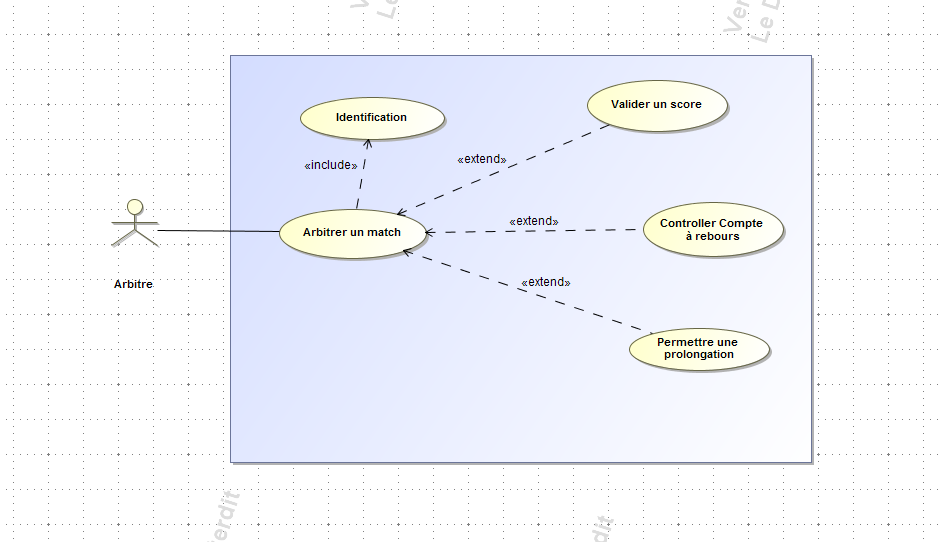 Identification
Valider un score
«include»
«extend»
Arbitrer un match
«extend»
Controller Compte
à rebours
«extend»
Arbitre
Permettre une
prolongation